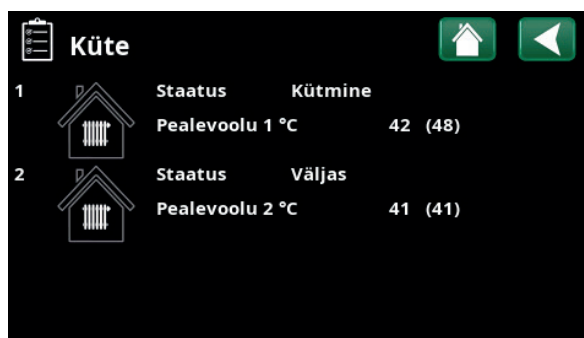 Küte
1 Staatus Kütmine
Pealevoolu 1 °C 42 (48)
2 Staatus Väljas
Pealevoolu 2 °C 41 (41)